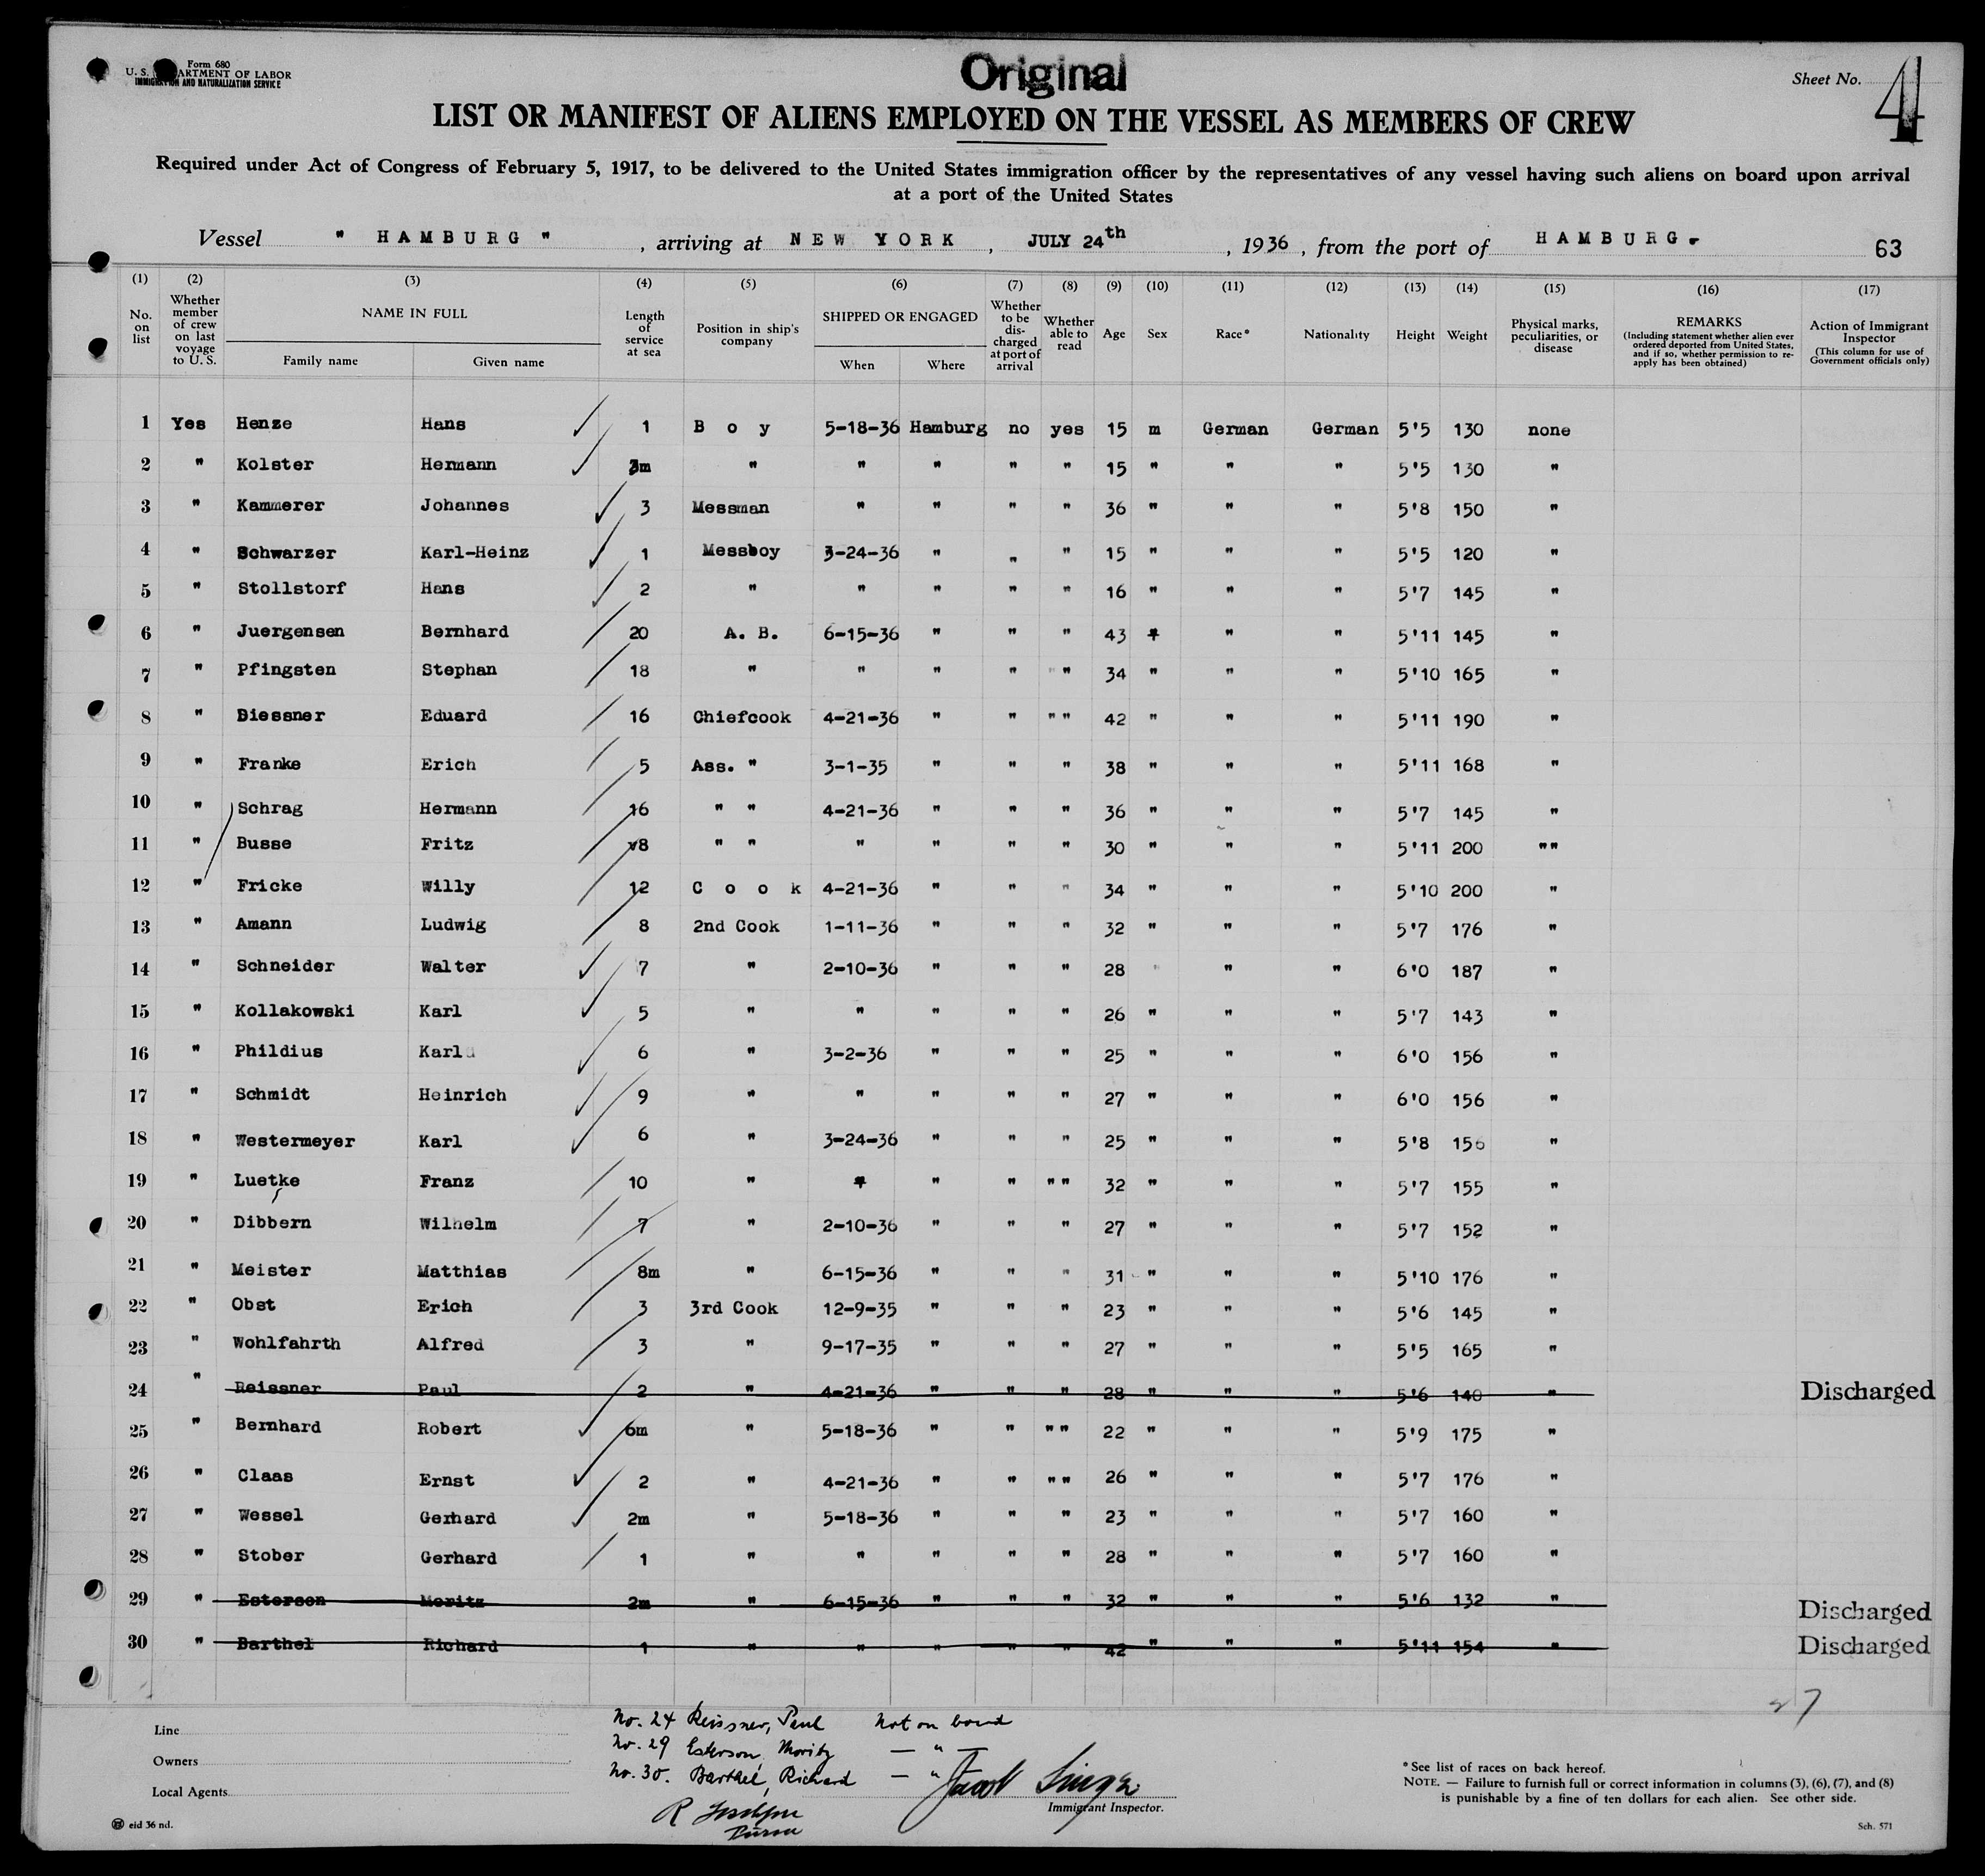 Form 680
U. S. DEPARTMENT OF LABOR
IMMIGRATION AND NATURALIZATION SERVICE
Original
Sheet No. 4
LIST OR MANIFEST OF ALIENS EMPLOYED ON THE VESSEL AS MEMBERS OF CREW
Required under Act of Congress of February 5, 1917, to be delivered to the United States immigration officer by the representatives of any vessel having such aliens on board upon arrival
at a port of the United States
Vessel " HAMBURG " , arriving at NEW YORK , JULY 24th , 1936 , from the port of HAMBURG. 63
(1) (2) (3) (4) (5) (6) (7) (8) (9) (10) (11) (12) (13) (14) (15) (16) (17)
No. on list Whether member of crew on last voyage to U. S. NAME IN FULL Family name Given name Length of service at sea Position in ship's company SHIPPED OR ENGAGED When Where Whether to be discharged at port of arrival Whether able to read Age Sex Race* Nationality Height Weight Physical marks, peculiarities, or disease REMARKS (Including statement whether alien ever ordered deported from United States, and if so, whether permission to re-apply has been obtained) Action of Immigrant Inspector (This column for use of Government officials only)
1 Yes Henze Hans 1 Boy 5-18-36 Hamburg no yes 15 m German German 5'5 130 none
2 " Kolster Hermann 3m " " " " " 15 " " " 5'5 130 "
3 " Kammerer Johannes 3 Messman " " " " 36 " " " 5'8 150 "
4 " Schwarzer Karl-Heinz 1 Messboy 3-24-36 " " " 15 " " " 5'5 120 "
5 " Stollstorf Hans 2 " " " " " 16 " " " 5'7 145 "
6 " Juergensen Bernhard 20 A. B. 6-15-36 " " " 43 " " " 5'11 145 "
7 " Pfingsten Stephan 18 " " " " " 34 " " " 5'10 165 "
8 " Diessner Eduard 16 Chiefcook 4-21-36 " " " " 42 " " " 5'11 190 "
9 " Franke Erich 5 Ass. " 3-1-35 " " " 38 " " " 5'11 168 "
10 " Schrag Hermann 16 " " 4-21-36 " " " 36 " " " 5'7 145 "
11 " Busse Fritz 8 " " " " " " 30 " " " 5'11 200 " "
12 " Fricke Willy 12 Cook 4-21-36 " " " 34 " " " 5'10 200 "
13 " Amann Ludwig 8 2nd Cook 1-11-36 " " " 32 " " " 5'7 176 "
14 " Schneider Walter 7 " 2-10-36 " " " 28 " " " 6'0 187 "
15 " Kollakowski Karl 5 " " " " " 26 " " " 5'7 143 "
16 " Phildius Karl 6 " 3-2-36 " " " 25 " " " 6'0 156 "
17 " Schmidt Heinrich 9 " " " " " 27 " " " 6'0 156 "
18 " Westermeyer Karl 6 " 3-24-36 " " " 25 " " " 5'8 156 "
19 " Luetke Franz 10 " " " " " " 32 " " " 5'7 155 "
20 " Dibbern Wilhelm 7 " 2-10-36 " " " 27 " " " 5'7 152 "
21 " Meister Matthias 8m " 6-15-36 " " " 31 " " " 5'10 176 "
22 " Obst Erich 3 3rd Cook 12-9-35 " " " 23 " " " 5'6 145 "
23 " Wohlfahrth Alfred 3 " 9-17-35 " " " 27 " " " 5'5 165 "
24 " Reissner Paul 2 " 4-21-36 " " " 28 " " " 5'6 140 " Discharged
25 " Bernhard Robert 6m " 5-18-36 " " " " 22 " " " 5'9 175 "
26 " Claas Ernst 2 " 4-21-36 " " " " 26 " " " 5'7 176 "
27 " Wessel Gerhard 2m " 5-18-36 " " " 23 " " " 5'7 160 "
28 " Stober Gerhard 1 " " " " " 28 " " " 5'7 160 "
29 " Esterson Moritz 2m " 6-15-36 " " " 32 " " " 5'6 132 " Discharged
30 " Barthel Richard 1 " " " " " 42 " " " 5'11 154 " Discharged
27
Line
Owners
Local Agents
No. 24 Reissner, Paul Not on board
No. 29 Esterson, Moritz — " —
No. 30. Barthel, Richard — "
Immigrant Inspector.
* See list of races on back hereof.
NOTE. — Failure to furnish full or correct information in columns (3), (6), (7), and (8)
is punishable by a fine of ten dollars for each alien. See other side.
eid 36 nd.
Sch. 571